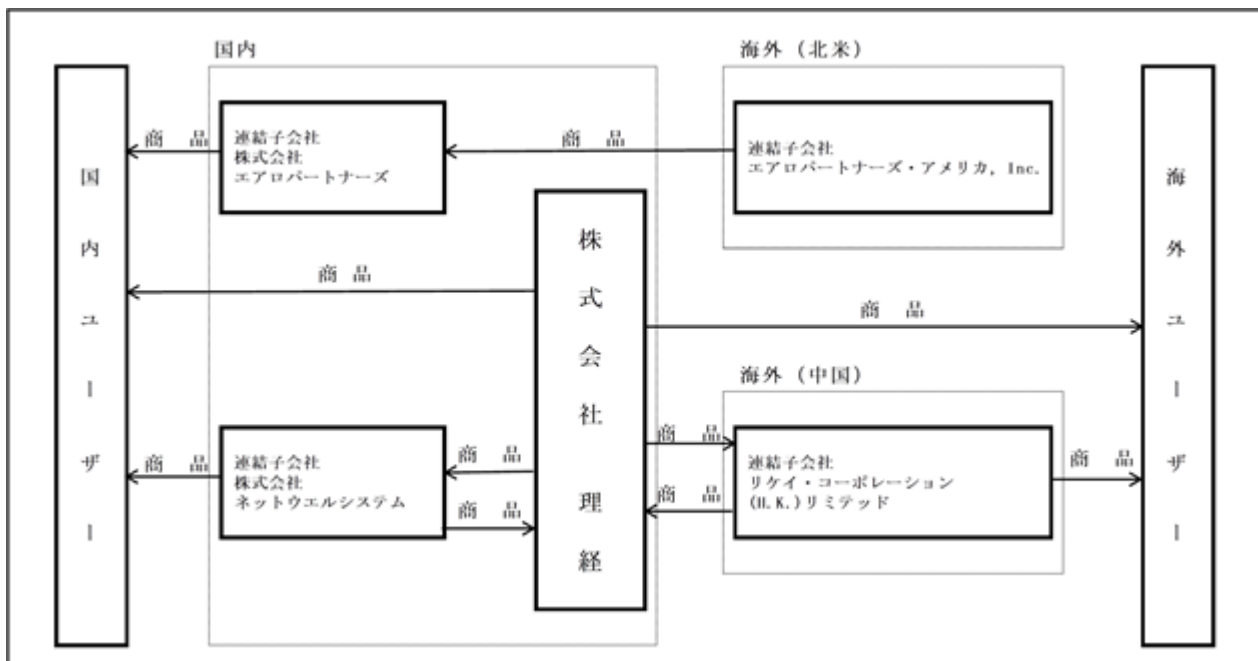 国内
海外（北米）
国内ユーザー
商品
連結子会社
株式会社
エアロパートナーズ
商品
連結子会社
エアロパートナーズ・アメリカ, Inc.
海外ユーザー
商品
株式会社 理経
商品
海外（中国）
商品
連結子会社
株式会社
ネットウエルシステム
商品
商品
商品
商品
連結子会社
リケイ・コーポレーション
(H.K.)リミテッド
商品